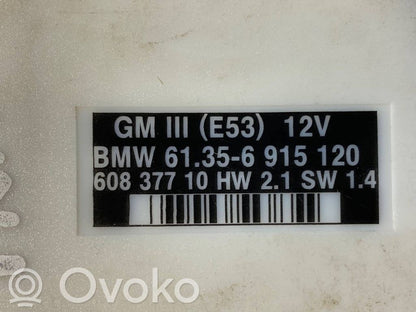 GM III (E53) 12V
BMW 61.35-6 915 120
608 377 10 HW 2.1 SW 1.4
OVOKO